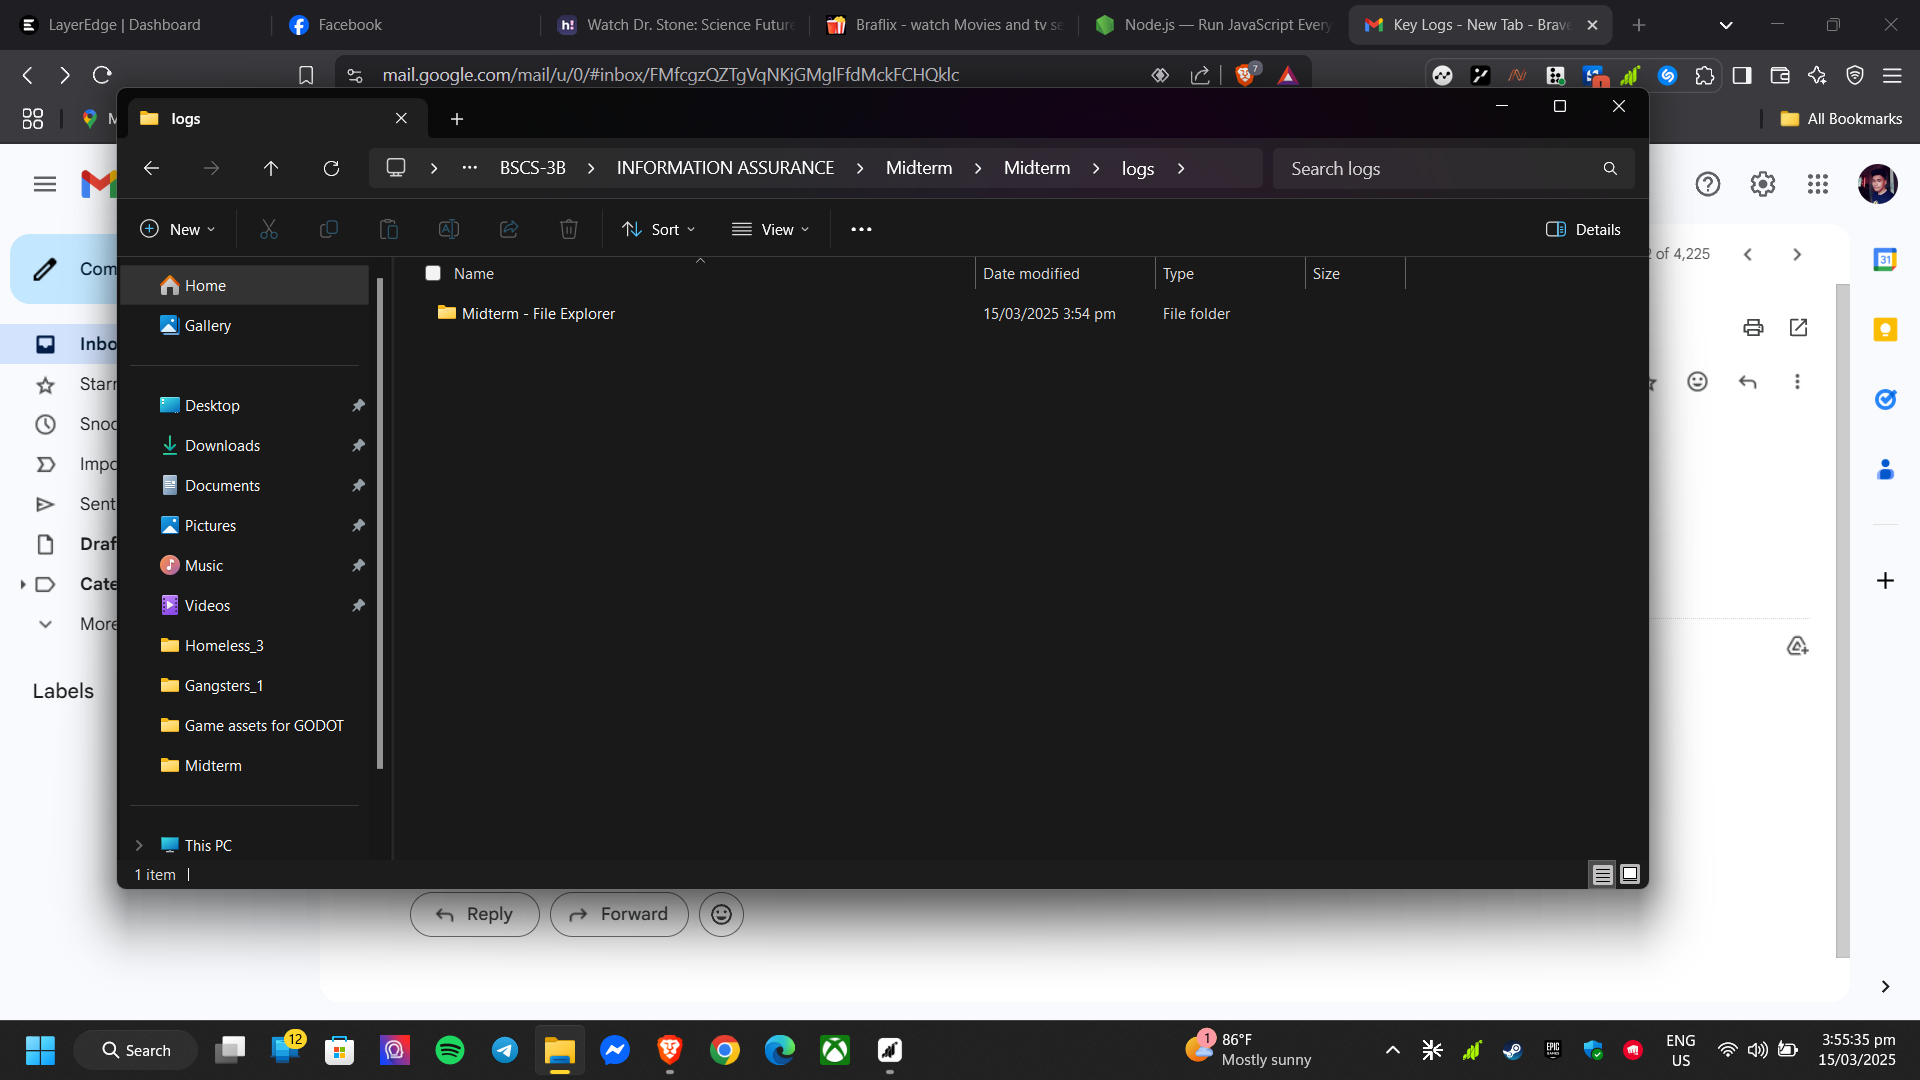 LayerEdge | Dashboard
Facebook
Watch Dr. Stone: Science Future
Braflix - watch Movies and tv se
Node.js — Run JavaScript Every
Key Logs - New Tab - Brave
mail.google.com/mail/u/0/#inbox/FMfcgzQZTgVqNKjGMglFfdMckFCHQklc
7
All Bookmarks
logs
BSCS-3B
INFORMATION ASSURANCE
Midterm
Midterm
logs
Search logs
New
Sort
View
Details
Com
of 4,225
Name
Date modified
Type
Size
Midterm - File Explorer
15/03/2025 3:54 pm
File folder
Home
Gallery
Desktop
Downloads
Documents
Pictures
Music
Videos
Homeless_3
Gangsters_1
Game assets for GODOT
Midterm
This PC
1 item
Inbo
Starr
Snoo
Impo
Sent
Draf
Cate
More
Labels
31
Reply
Forward
Search
12
1
86°F
Mostly sunny
EPIC
ENG
US
3:55:35 pm
15/03/2025